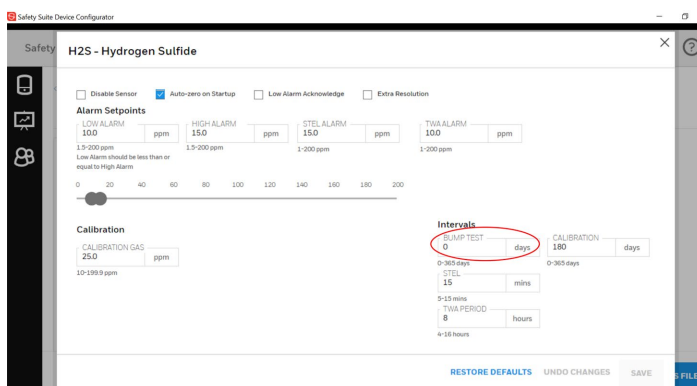 Safety Suite Device Configurator
Safety
H2S - Hydrogen Sulfide
Disable Sensor
Auto-zero on Startup
Low Alarm Acknowledge
Extra Resolution
Alarm Setpoints
LOW ALARM
HIGH ALARM
STEL ALARM
TWA ALARM
10.0 ppm
15.0 ppm
15.0 ppm
10.0 ppm
1.5-200 ppm
1.5-200 ppm
1-200 ppm
1-200 ppm
Low Alarm should be less than or
equal to High Alarm
0 20 40 60 80 100 120 140 160 180 200
Calibration
CALIBRATION GAS
25.0 ppm
10-199.9 ppm
Intervals
BUMP TEST
CALIBRATION
0 days
180 days
0-365 days
0-365 days
STEL
15 mins
5-15 mins
TWA PERIOD
8 hours
4-16 hours
RESTORE DEFAULTS
UNDO CHANGES
SAVE
S FILE